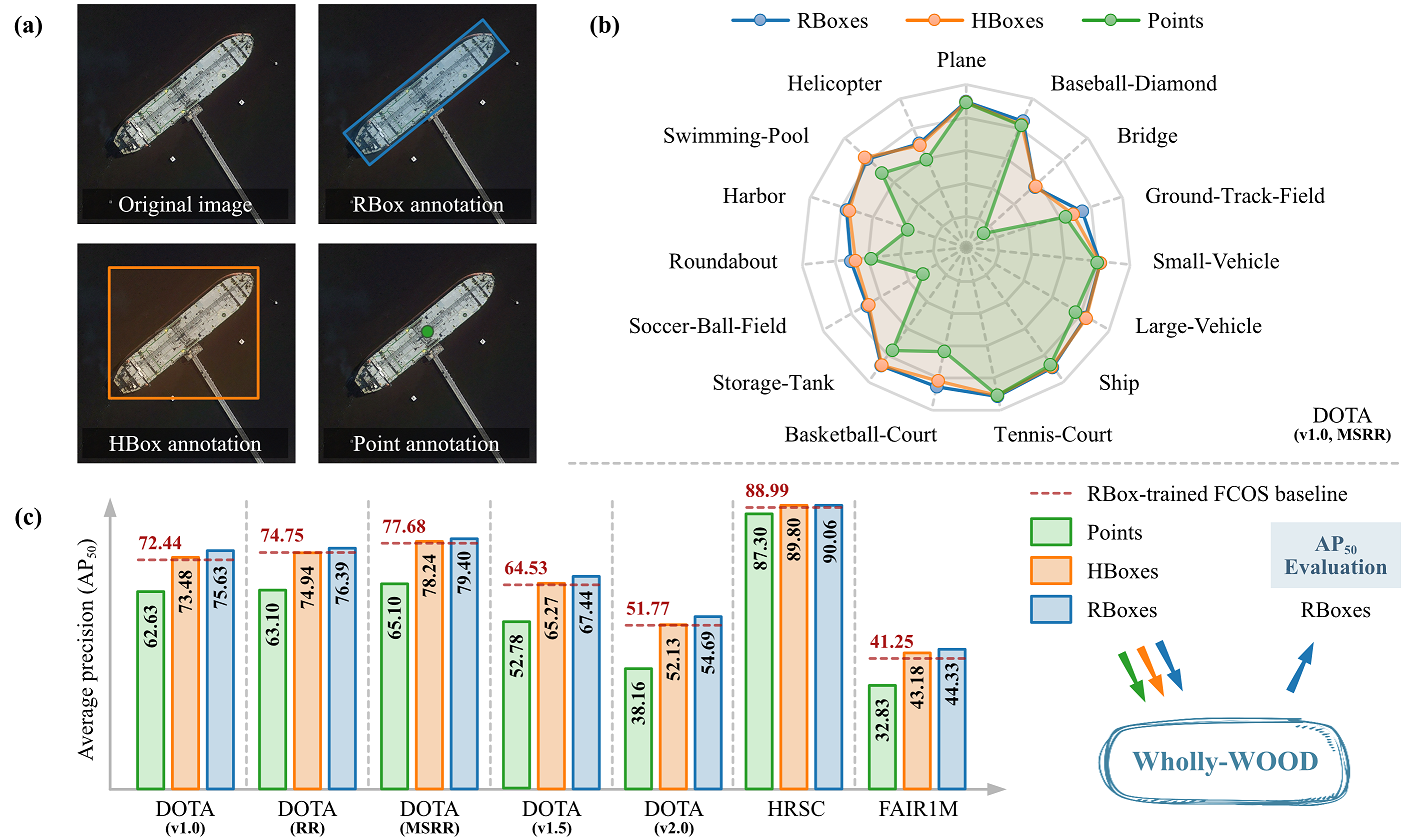 (a)
Original image
RBox annotation
HBox annotation
Point annotation
(b)
RBoxes
HBoxes
Points
Plane
Baseball-Diamond
Bridge
Ground-Track-Field
Small-Vehicle
Large-Vehicle
Ship
Tennis-Court
Basketball-Court
Storage-Tank
Soccer-Ball-Field
Roundabout
Harbor
Swimming-Pool
Helicopter
DOTA
(v1.0, MSRR)
(c)
Average precision (AP50)
72.44
62.63
73.48
75.63
DOTA
(v1.0)
74.75
63.10
74.94
76.39
DOTA
(RR)
77.68
65.10
78.24
79.40
DOTA
(MSRR)
64.53
52.78
65.27
67.44
DOTA
(v1.5)
51.77
38.16
52.13
54.69
DOTA
(v2.0)
88.99
87.30
89.80
90.06
HRSC
41.25
32.83
43.18
44.33
FAIR1M
RBox-trained FCOS baseline
Points
HBoxes
RBoxes
AP50
Evaluation
RBoxes
Wholly-WOOD